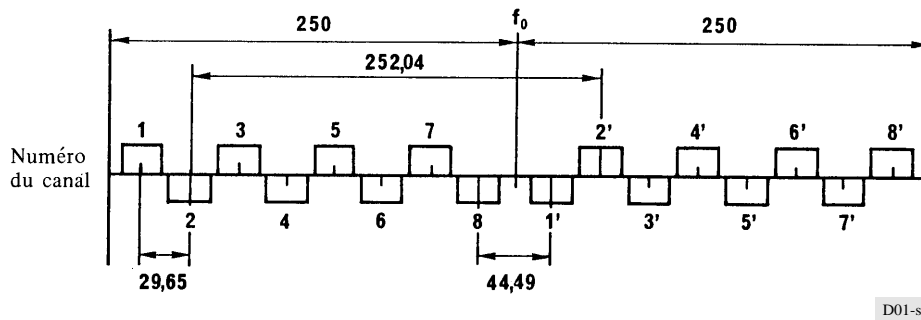 f₀
250 250
252,04
1 3 5 7 2' 4' 6' 8'
Numéro
du canal
2 4 6 8 1' 3' 5' 7'
29,65 44,49
D01-s